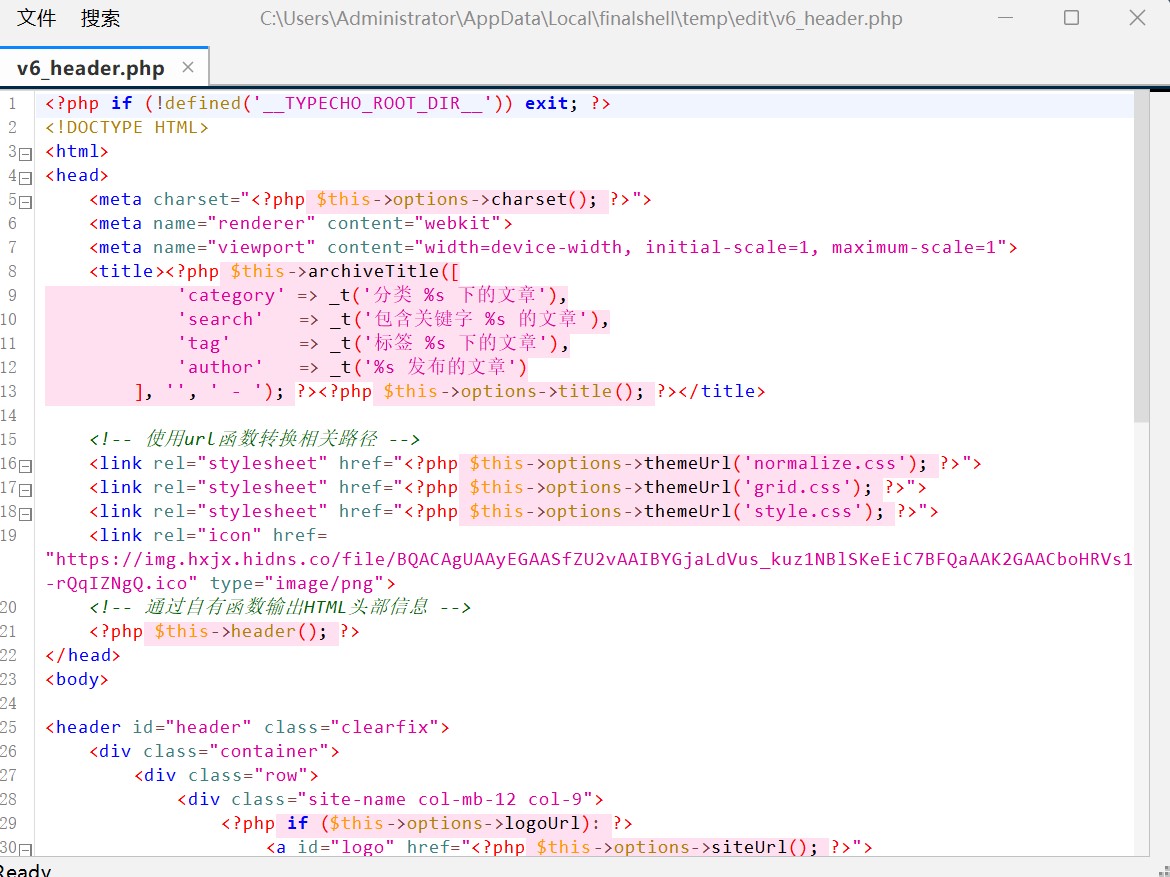 文件 搜索 C:\Users\Administrator\AppData\Local\finalshell\temp\edit\v6_header.php
v6_header.php ×
1 <?php if (!defined('__TYPECHO_ROOT_DIR__')) exit; ?>
2 <!DOCTYPE HTML>
3 <html>
4 <head>
5     <meta charset="<?php $this->options->charset(); ?>">
6     <meta name="renderer" content="webkit">
7     <meta name="viewport" content="width=device-width, initial-scale=1, maximum-scale=1">
8     <title><?php $this->archiveTitle([
9             'category' => _t('分类 %s 下的文章'),
10             'search'   => _t('包含关键字 %s 的文章'),
11             'tag'      => _t('标签 %s 下的文章'),
12             'author'   => _t('%s 发布的文章')
13         ], '', ' - '); ?><?php $this->options->title(); ?></title>
14
15     <!-- 使用url函数转换相关路径 -->
16     <link rel="stylesheet" href="<?php $this->options->themeUrl('normalize.css'); ?>">
17     <link rel="stylesheet" href="<?php $this->options->themeUrl('grid.css'); ?>">
18     <link rel="stylesheet" href="<?php $this->options->themeUrl('style.css'); ?>">
19     <link rel="icon" href=
"https://img.hxjx.hidns.co/file/BQACAgUAAyEGAASfZU2vAAIBYGjaLdVus_kuz1NBlSKeEiC7BFQaAAK2GAACboHRVs1
-rQqIZNgQ.ico" type="image/png">
20     <!-- 通过自有函数输出HTML头部信息 -->
21     <?php $this->header(); ?>
22 </head>
23 <body>
24
25 <header id="header" class="clearfix">
26     <div class="container">
27         <div class="row">
28             <div class="site-name col-mb-12 col-9">
29                 <?php if ($this->options->logoUrl): ?>
30                     <a id="logo" href="<?php $this->options->siteUrl(); ?>">
Ready